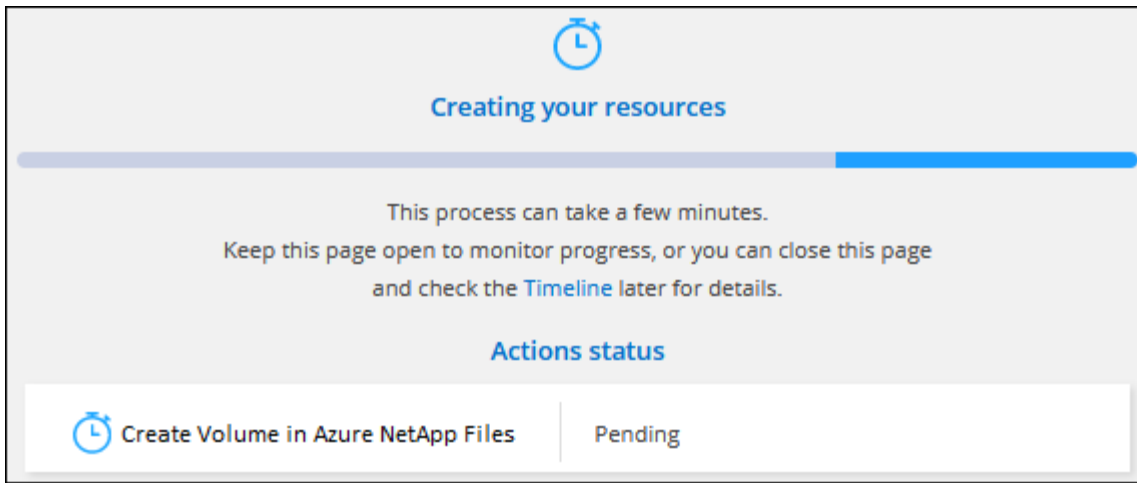 Creating your resources
This process can take a few minutes.
Keep this page open to monitor progress, or you can close this page
and check the Timeline later for details.
Actions status
Create Volume in Azure NetApp Files Pending